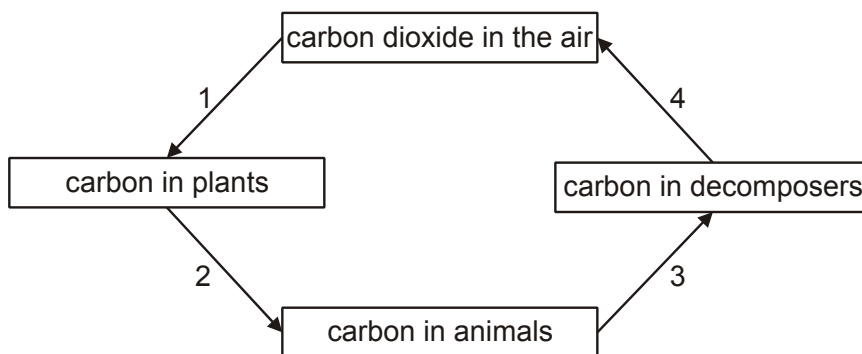 carbon dioxide in the air
1
4
carbon in plants
carbon in decomposers
2
3
carbon in animals